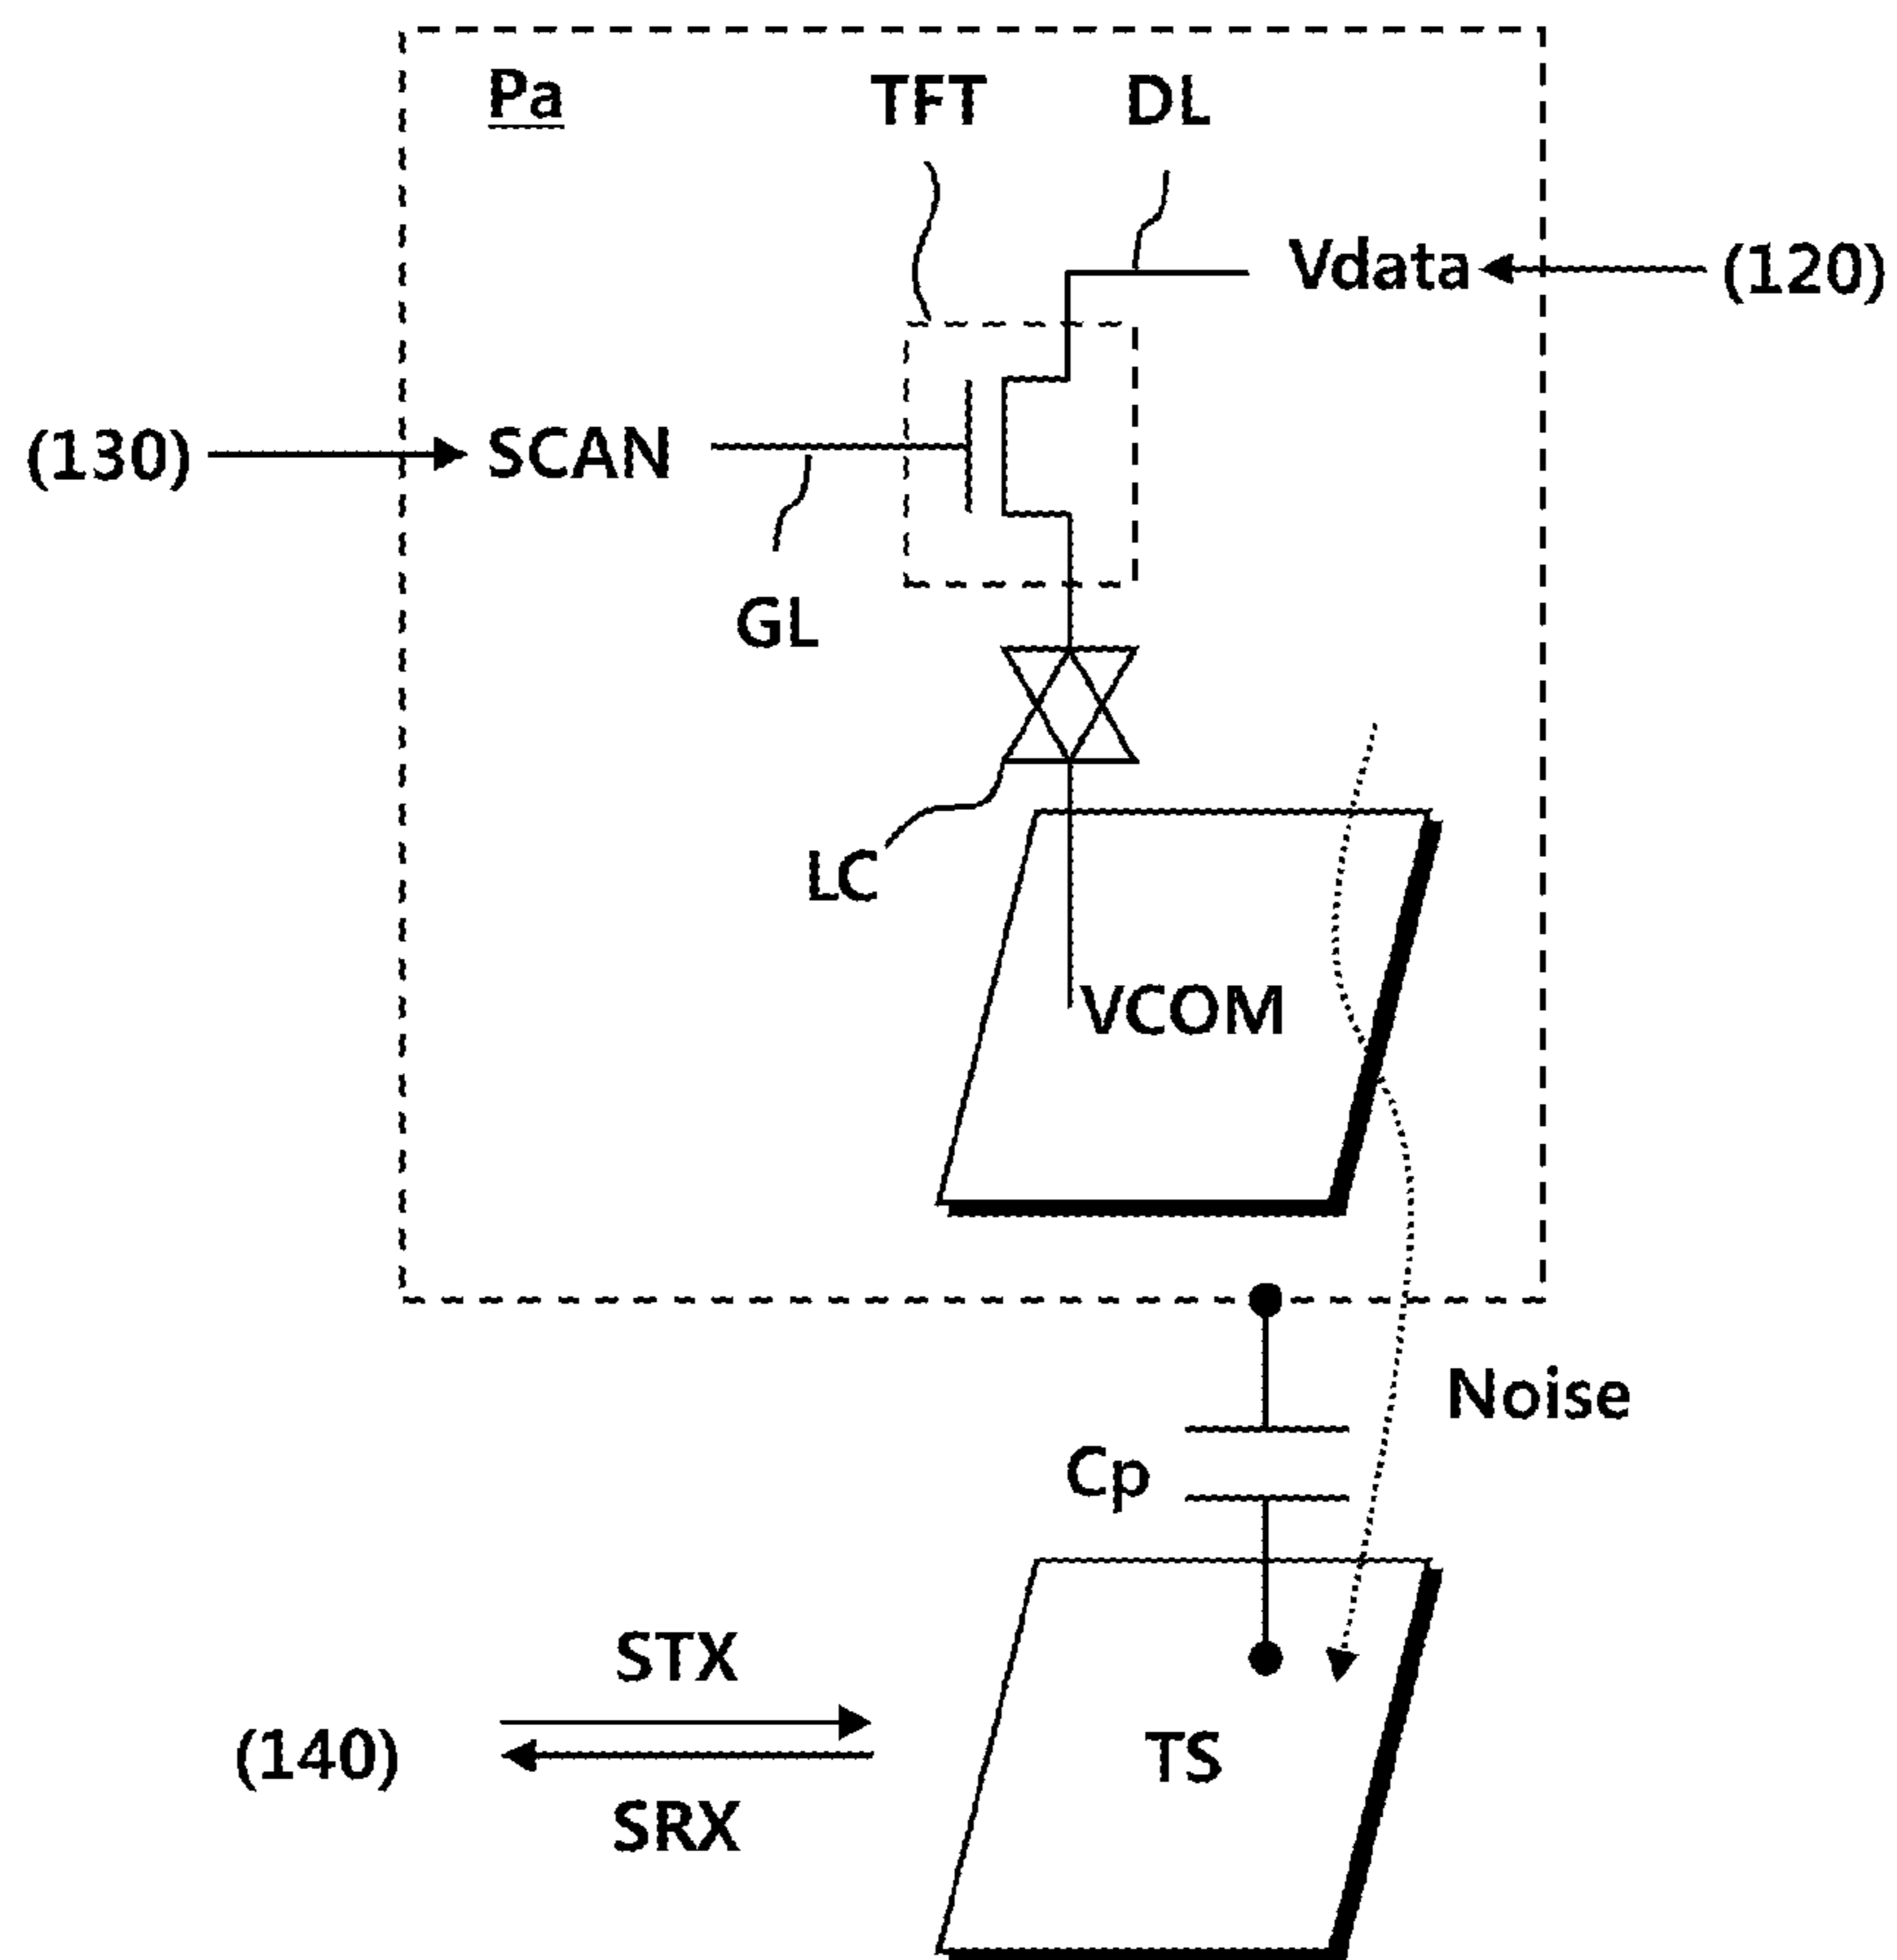 Pa
TFT
DL
Vdata
(120)
(130)
SCAN
GL
LC
VCOM
Noise
Cp
STX
(140)
TS
SRX